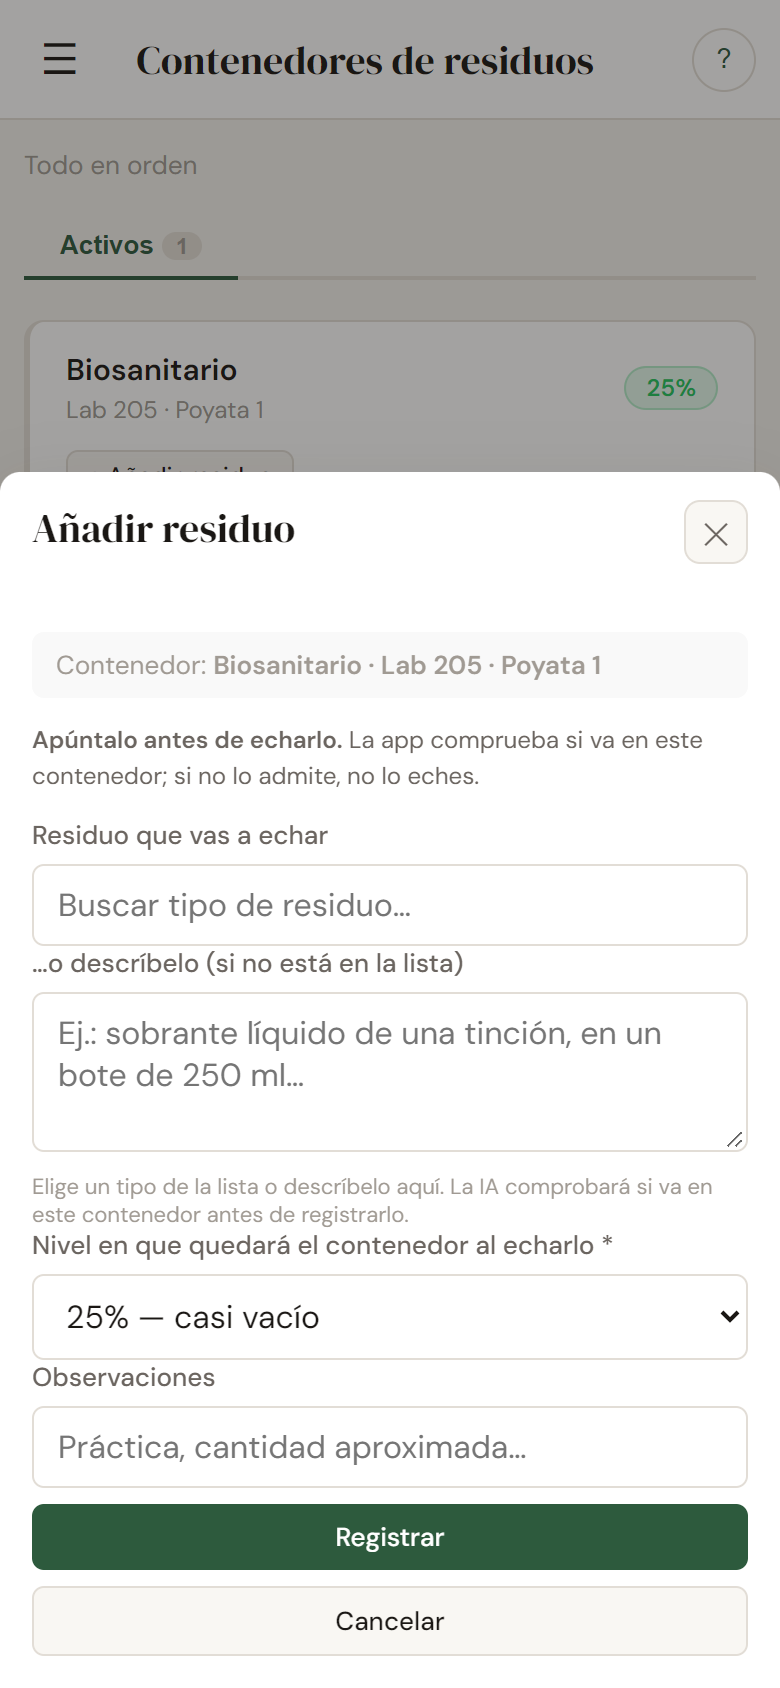 Contenedores de residuos
?
Todo en orden
Activos 1
Biosanitario
25%
Lab 205 · Poyata 1
Añadir residuo
Añadir residuo
Contenedor: Biosanitario · Lab 205 · Poyata 1
Apúntalo antes de echarlo. La app comprueba si va en este
contenedor; si no lo admite, no lo eches.
Residuo que vas a echar
Buscar tipo de residuo...
...o descríbelo (si no está en la lista)
Ej.: sobrante líquido de una tinción, en un
bote de 250 ml...
Elige un tipo de la lista o descríbelo aquí. La IA comprobará si va en
este contenedor antes de registrarlo.
Nivel en que quedará el contenedor al echarlo *
25% — casi vacío
Observaciones
Práctica, cantidad aproximada...
Registrar
Cancelar